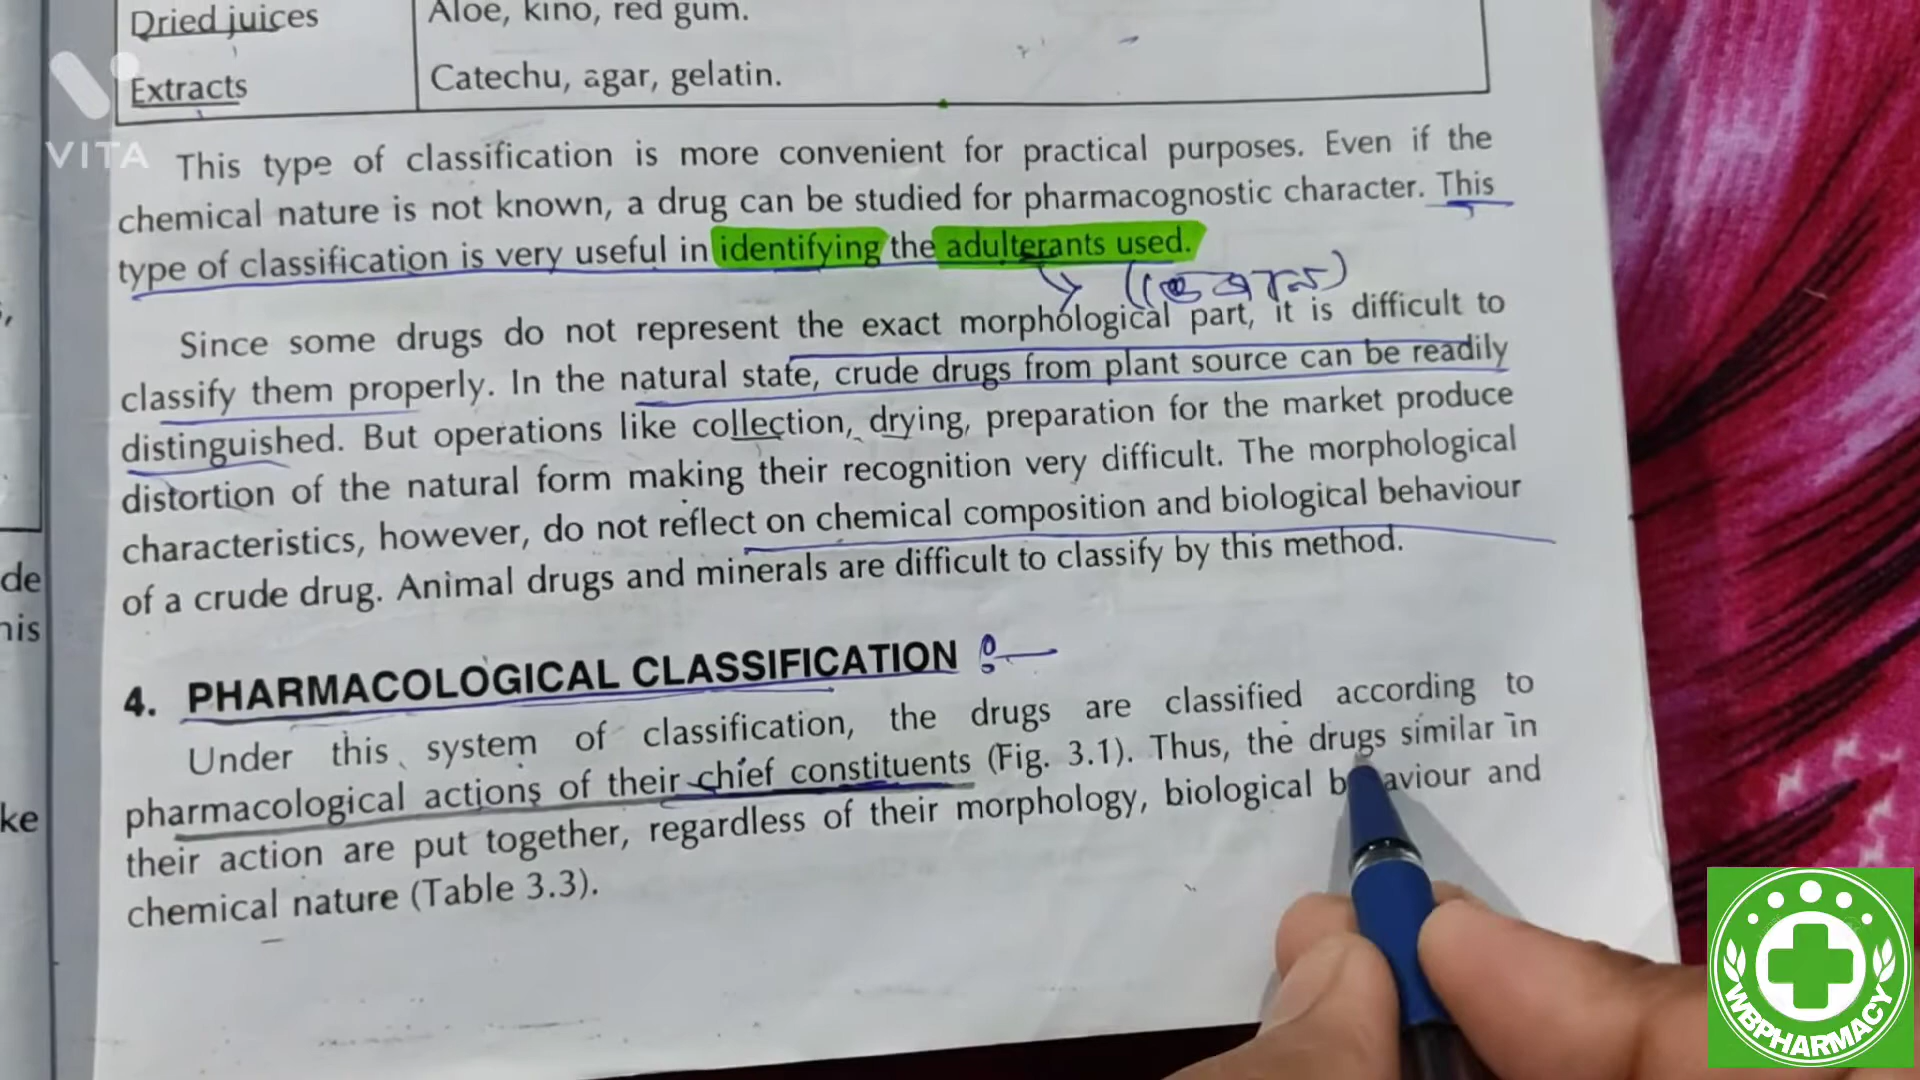 Dried juices
Aloe, kino, red gum.
Extracts
Catechu, agar, gelatin.
VITA
This type of classification is more convenient for practical purposes. Even if the
chemical nature is not known, a drug can be studied for pharmacognostic character. This
type of classification is very useful in identifying the adulterants used.
Since some drugs do not represent the exact morphological part, it is difficult to
classify them properly. In the natural state, crude drugs from plant source can be readily
distinguished. But operations like collection, drying, preparation for the market produce
distortion of the natural form making their recognition very difficult. The morphological
characteristics, however, do not reflect on chemical composition and biological behaviour
of a crude drug. Animal drugs and minerals are difficult to classify by this method.
4. PHARMACOLOGICAL CLASSIFICATION
Under this system of classification, the drugs are classified according to
pharmacological actions of their chief constituents (Fig. 3.1). Thus, the drugs similar in
their action are put together, regardless of their morphology, biological behaviour and
chemical nature (Table 3.3).
de
his
ke
WBPHARMACY